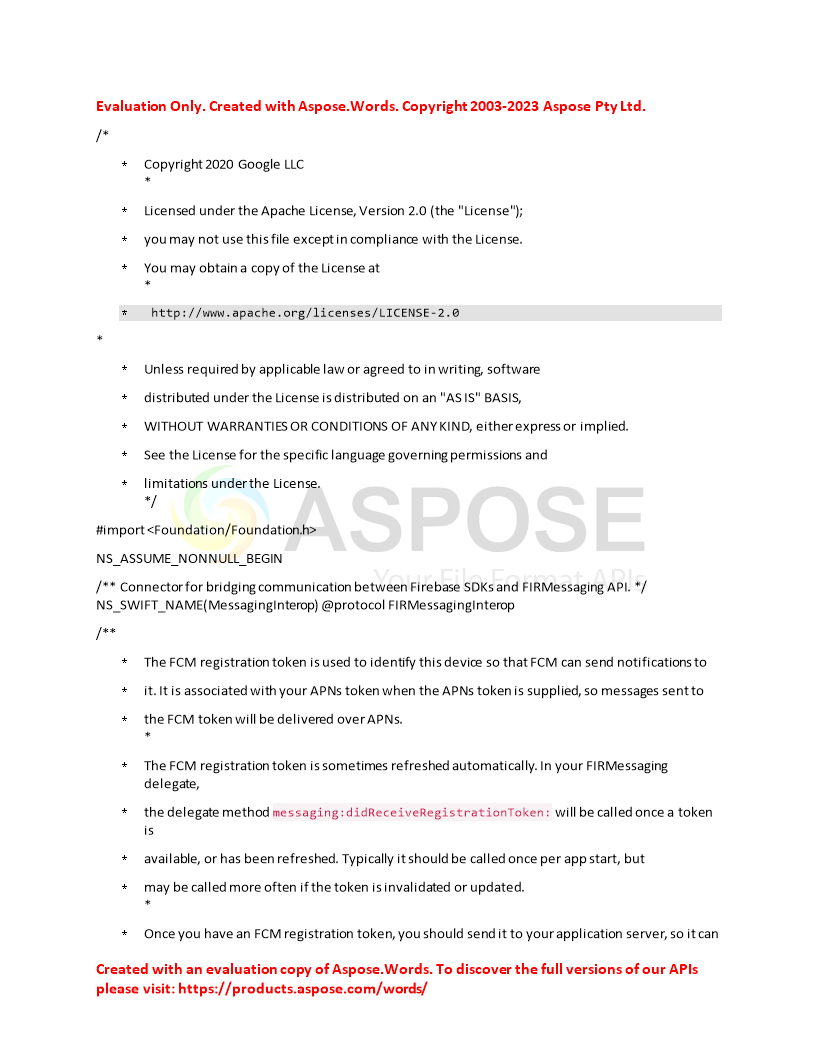 Evaluation Only. Created with Aspose.Words. Copyright 2003-2023 Aspose Pty Ltd.
/*
* Copyright 2020 Google LLC
*
* Licensed under the Apache License, Version 2.0 (the "License");
* you may not use this file except in compliance with the License.
* You may obtain a copy of the License at
*
* http://www.apache.org/licenses/LICENSE-2.0
*
* Unless required by applicable law or agreed to in writing, software
* distributed under the License is distributed on an "AS IS" BASIS,
* WITHOUT WARRANTIES OR CONDITIONS OF ANY KIND, either express or implied.
* See the License for the specific language governing permissions and
* limitations under the License.
*/
ASPOSE
#import <Foundation/Foundation.h>
NS_ASSUME_NONNULL_BEGIN
Your File Format APIs
/** Connector for bridging communication between Firebase SDKs and FIRMessaging API. */
NS_SWIFT_NAME(MessagingInterop) @protocol FIRMessagingInterop
/**
* The FCM registration token is used to identify this device so that FCM can send notifications to
* it. It is associated with your APNs token when the APNs token is supplied, so messages sent to
* the FCM token will be delivered over APNs.
*
* The FCM registration token is sometimes refreshed automatically. In your FIRMessaging
delegate,
* the delegate method messaging:didReceiveRegistrationToken: will be called once a token
is
* available, or has been refreshed. Typically it should be called once per app start, but
* may be called more often if the token is invalidated or updated.
*
* Once you have an FCM registration token, you should send it to your application server, so it can
Created with an evaluation copy of Aspose.Words. To discover the full versions of our APIs
please visit: https://products.aspose.com/words/